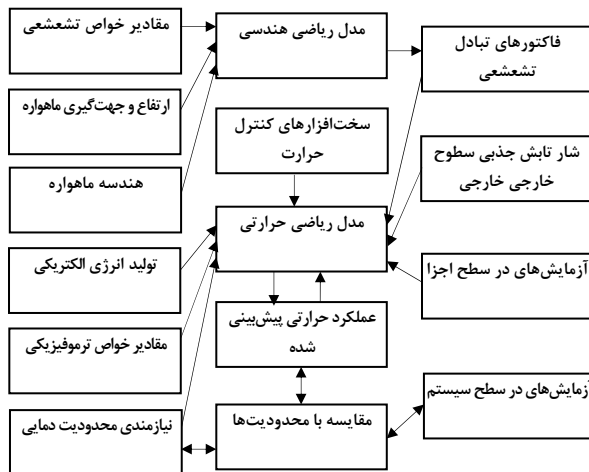 مقادیر خواص تشعشعی
مدل ریاضی هندسی
فاکتورهای تبادل
تشعشعی
ارتفاع و جهت‌گیری ماهواره
سخت‌افزارهای کنترل
حرارت
شار تابش جذبی سطوح
خارجی خارجی
هندسه ماهواره
مدل ریاضی حرارتی
تولید انرژی الکتریکی
آزمایش‌های در سطح اجزا
عملکرد حرارتی پیش‌بینی
شده
مقادیر خواص ترموفیزیکی
آزمایش‌های در سطح سیستم
نیازمندی محدودیت دمایی
مقایسه با محدودیت‌ها